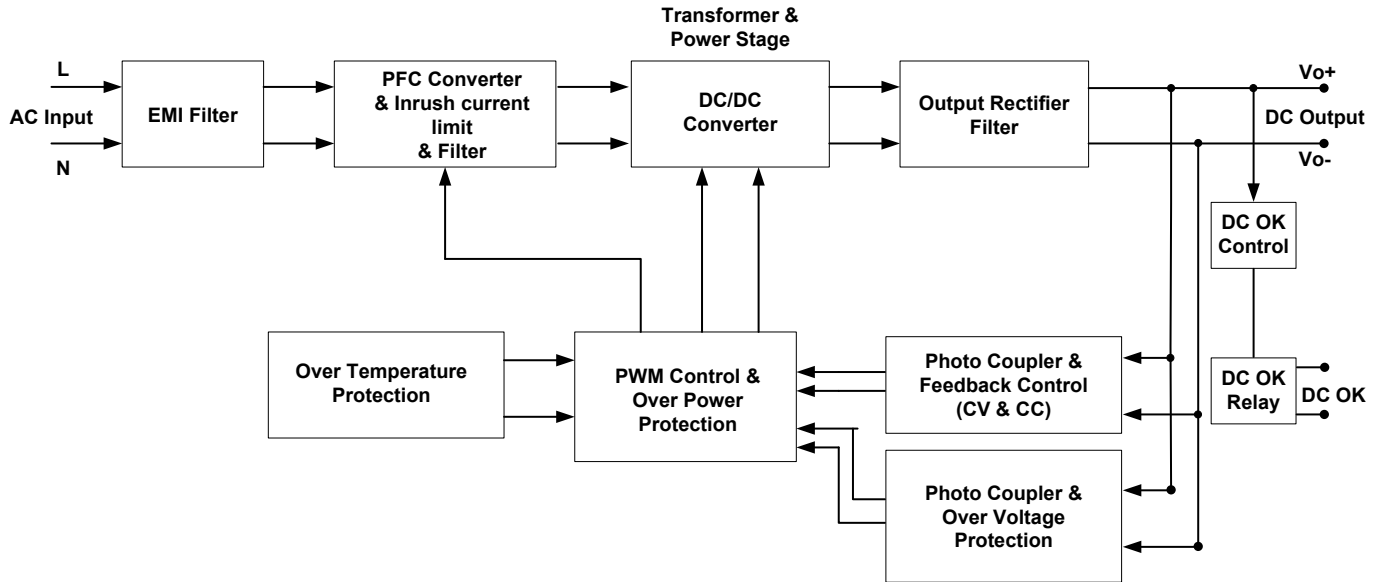 Transformer &
Power Stage
L
AC Input
N
EMI Filter
PFC Converter
& Inrush current
limit
& Filter
DC/DC
Converter
Output Rectifier
Filter
Vo+
DC Output
Vo-
DC OK
Control
Over Temperature
Protection
PWM Control &
Over Power
Protection
Photo Coupler &
Feedback Control
(CV & CC)
DC OK
Relay
DC OK
Photo Coupler &
Over Voltage
Protection